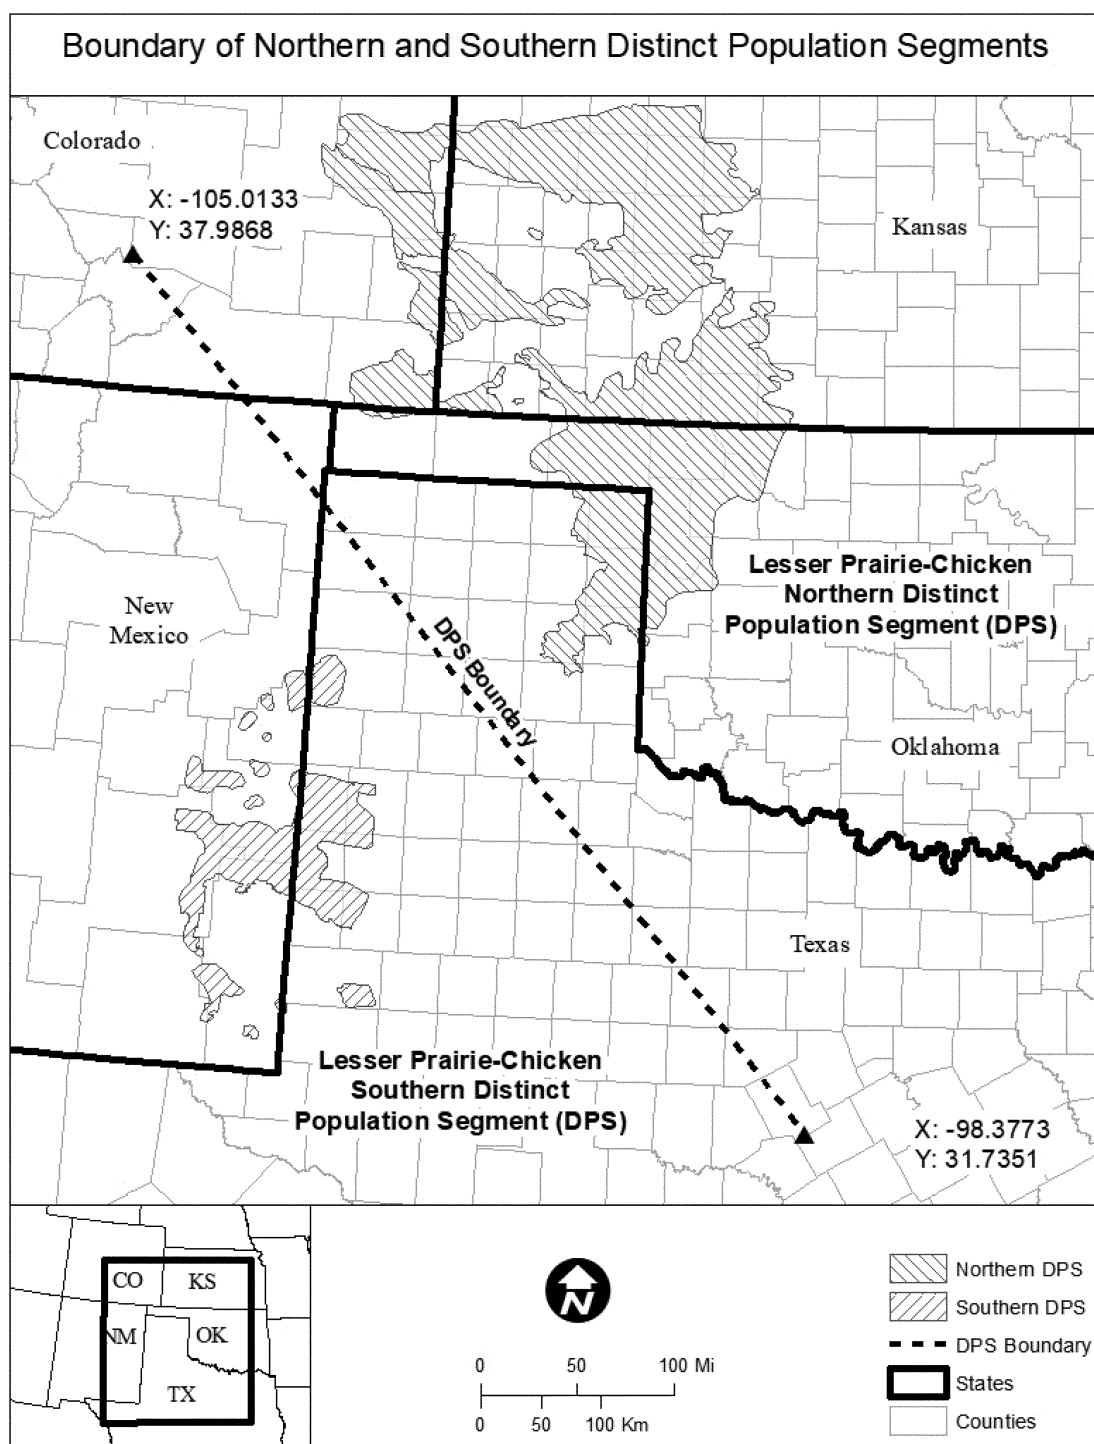 Boundary of Northern and Southern Distinct Population Segments
Colorado
X: -105.0133
Y: 37.9868
Kansas
New
Mexico
DPS Boundary
Lesser Prairie-Chicken
Northern Distinct
Population Segment (DPS)
Oklahoma
Texas
Lesser Prairie-Chicken
Southern Distinct
Population Segment (DPS)
X: -98.3773
Y: 31.7351
CO
KS
NM
OK
TX
N
0 50 100 Mi
0 50 100 Km
Northern DPS
Southern DPS
DPS Boundary
States
Counties